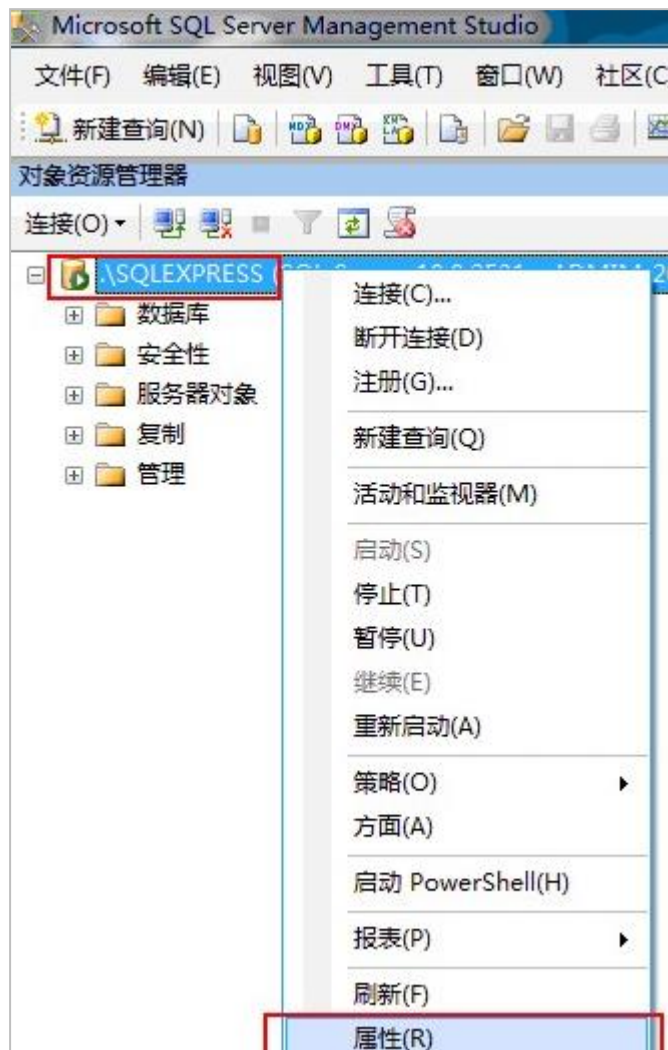 Microsoft SQL Server Management Studio
文件(F) 编辑(E) 视图(V) 工具(T) 窗口(W) 社区(C
新建查询(N)
对象资源管理器
连接(O)
.\SQLEXPRESS (
数据库
安全性
服务器对象
复制
管理
连接(C)...
断开连接(D)
注册(G)...
新建查询(Q)
活动和监视器(M)
启动(S)
停止(T)
暂停(U)
继续(E)
重新启动(A)
策略(O)
方面(A)
启动 PowerShell(H)
报表(P)
刷新(F)
属性(R)